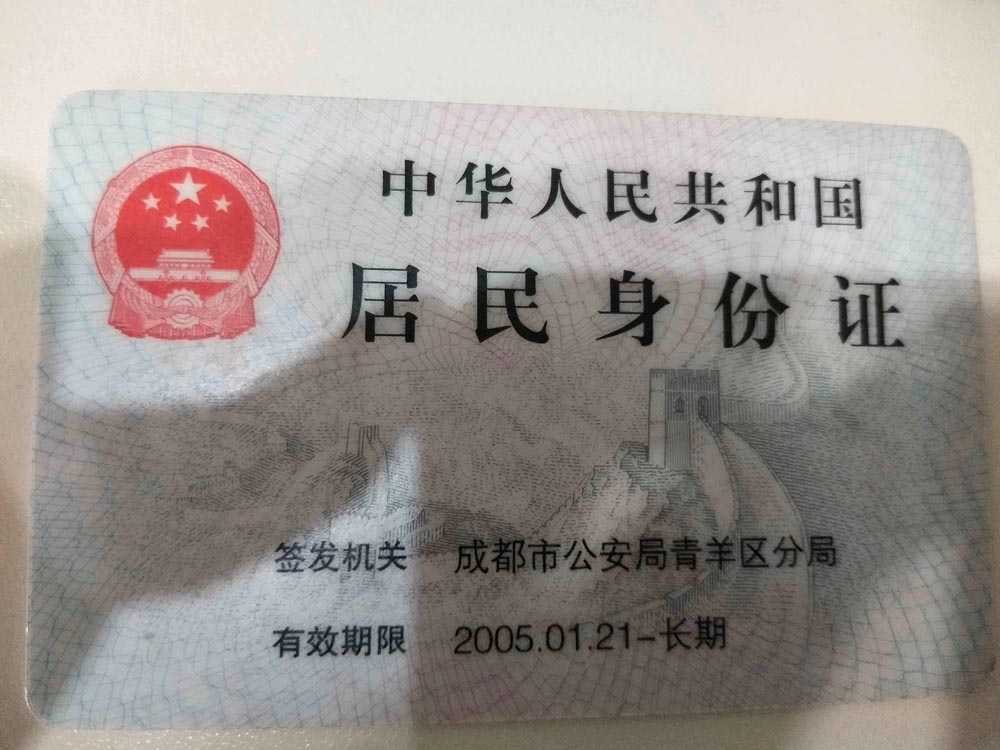 中华人民共和国
居民身份证
签发机关 成都市公安局青羊区分局
有效期限 2005.01.21-长期